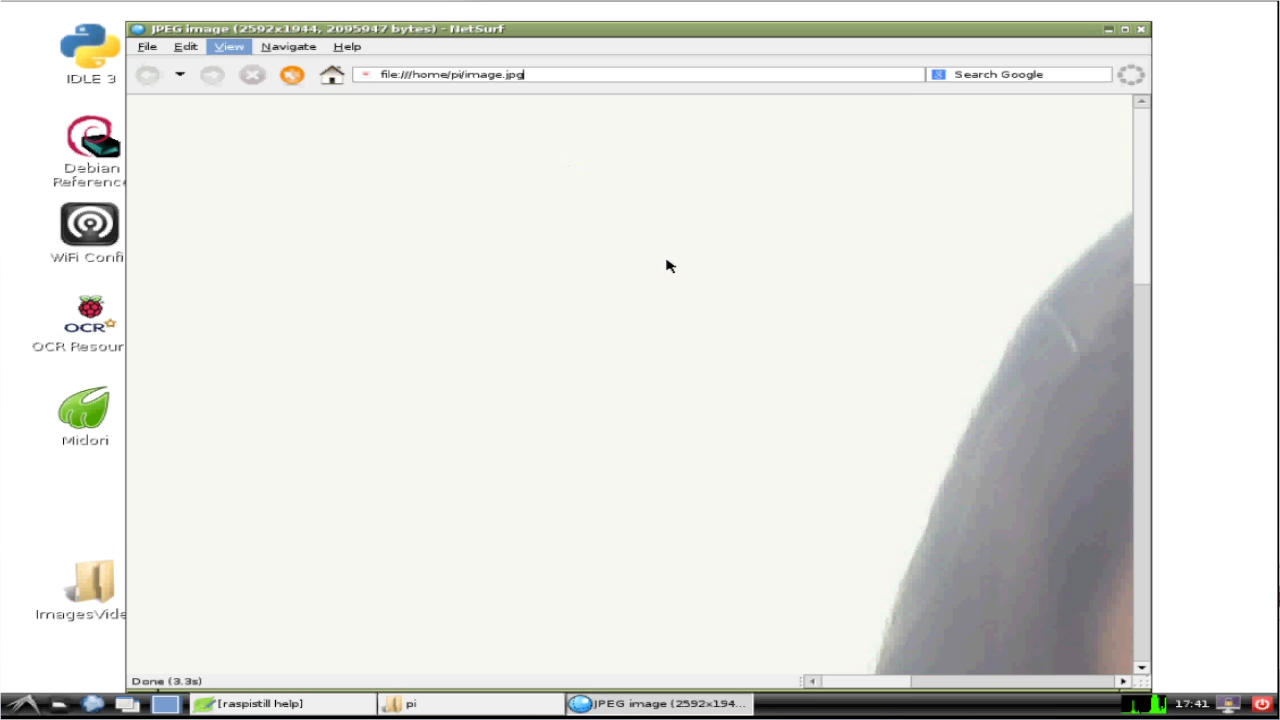 JPEG image (2592x1944, 2095947 bytes) - NetSurf
File Edit View Navigate Help
file:///home/pi/image.jpg
Search Google
IDLE 3
Debian
Reference
WiFi Confi
OCR
OCR Resour
Midori
ImagesVide
Done (3.3s)
[raspistill help]
pi
JPEG image (2592x194...
17:41